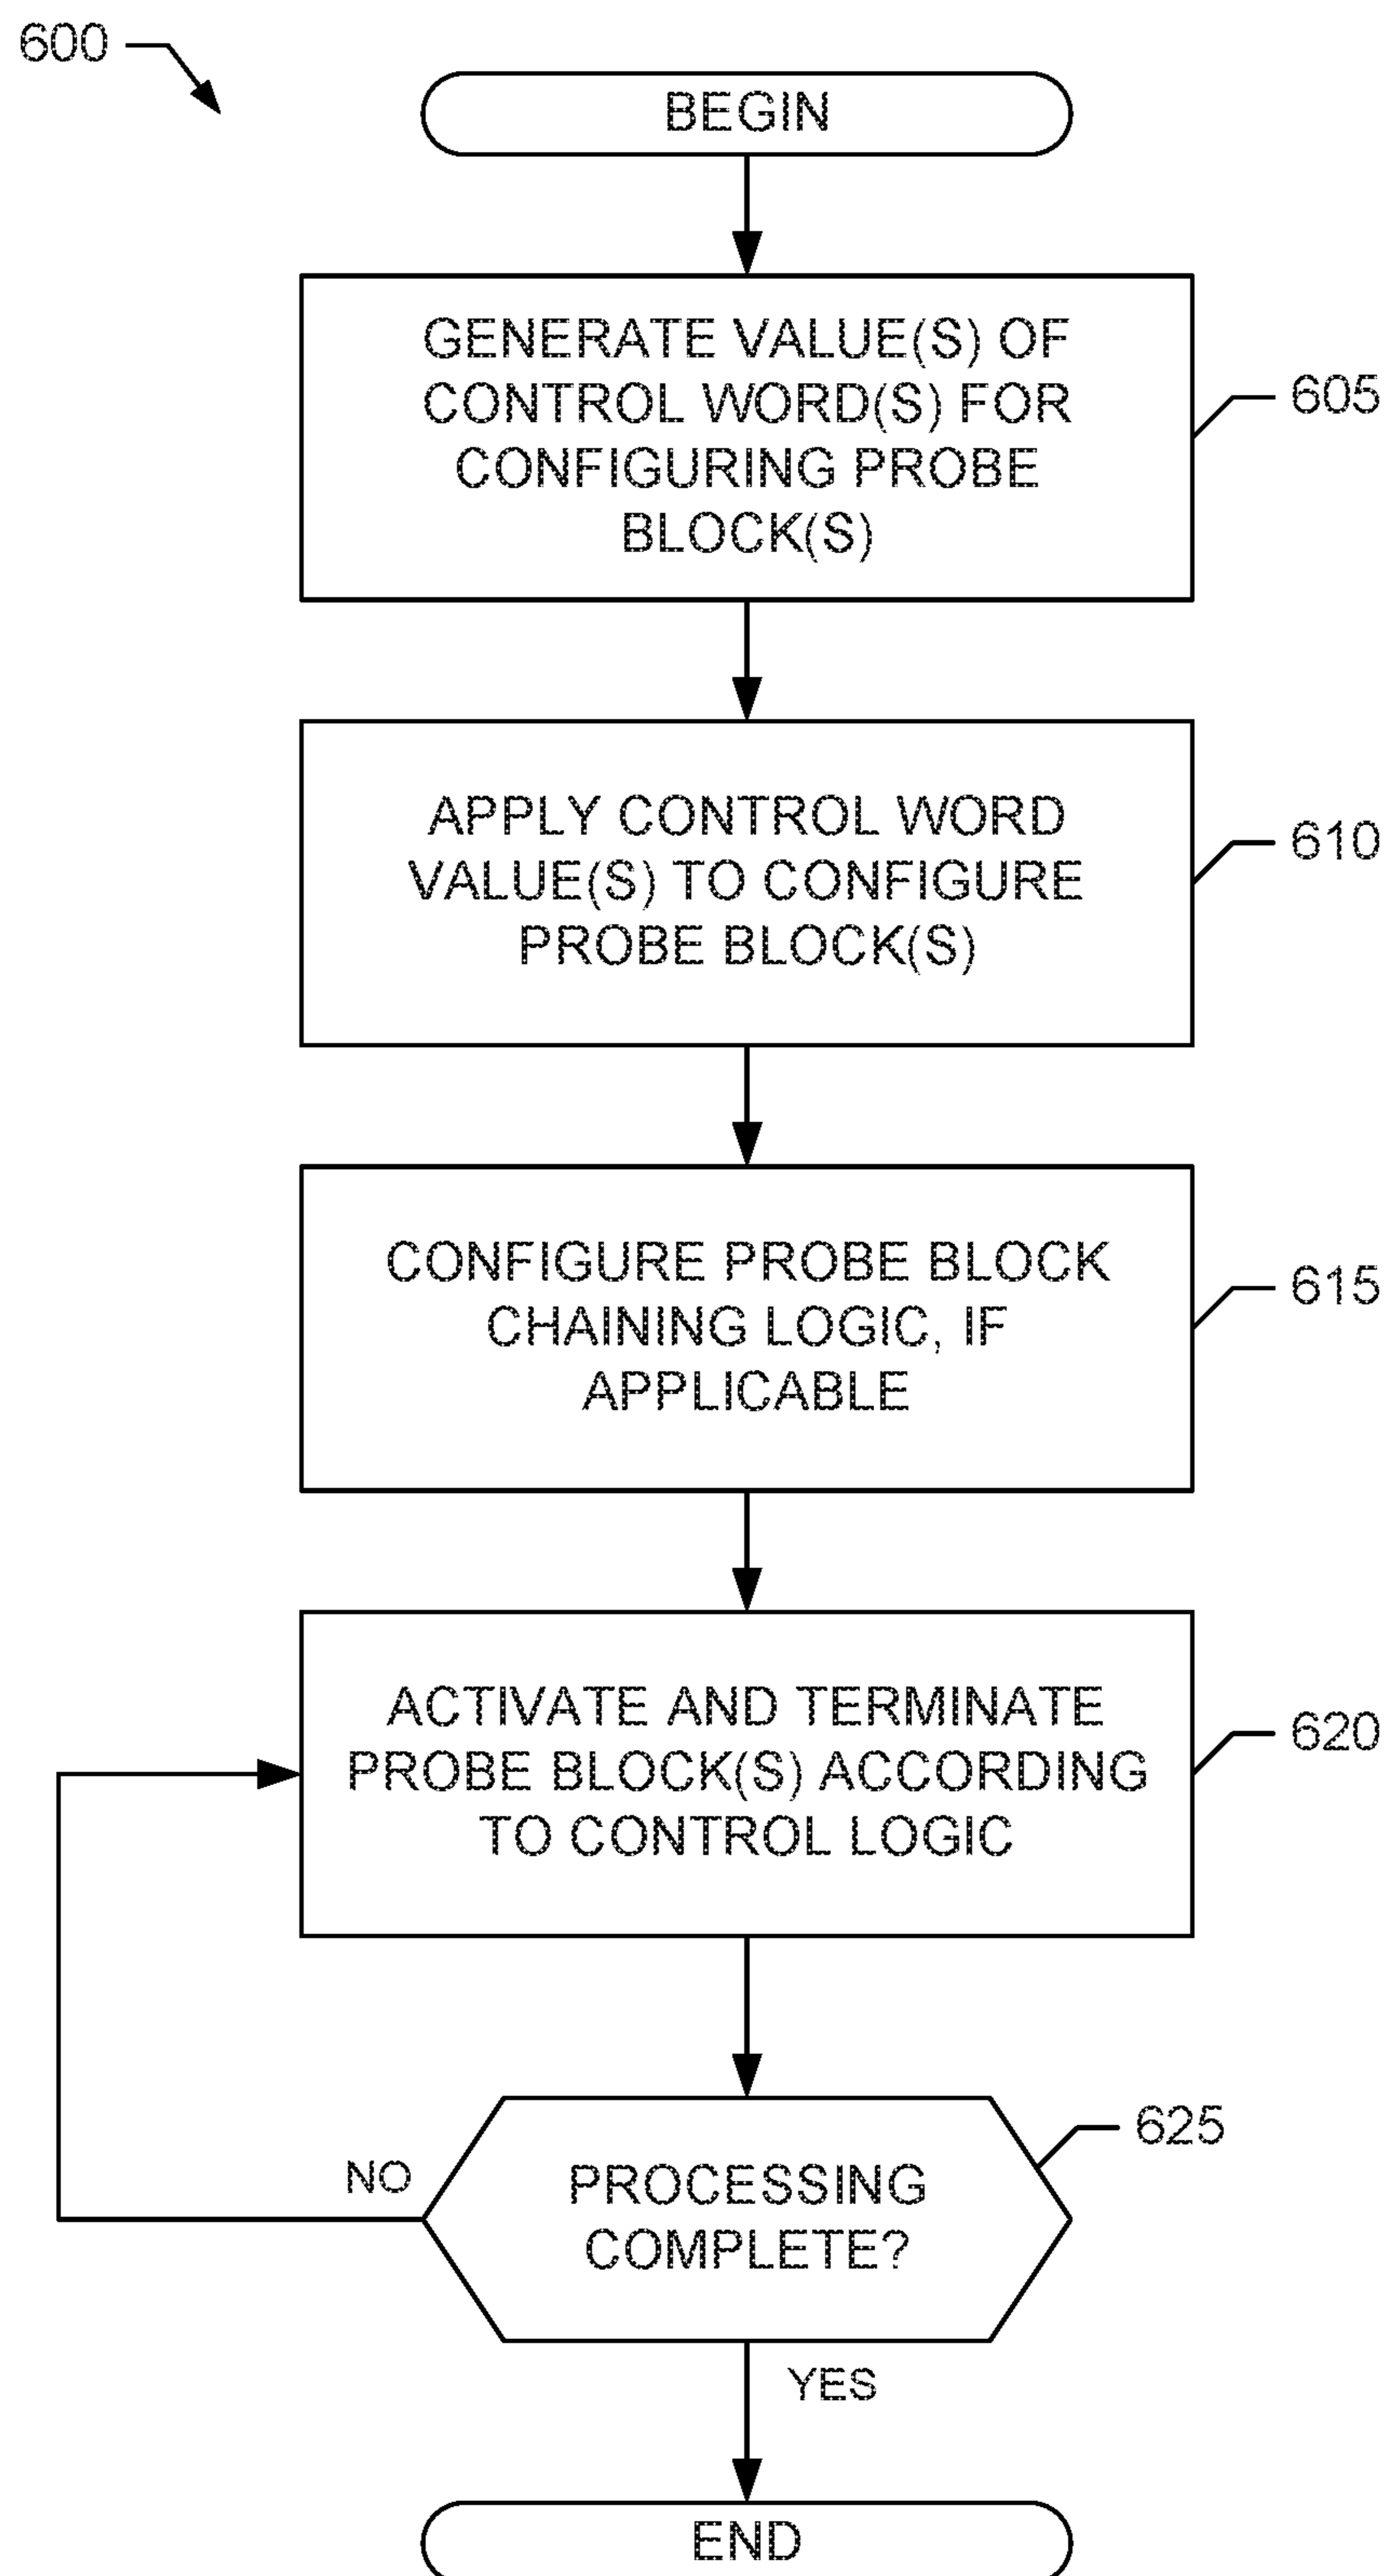 600
BEGIN
GENERATE VALUE(S) OF
CONTROL WORD(S) FOR
CONFIGURING PROBE
BLOCK(S)
605
APPLY CONTROL WORD
VALUE(S) TO CONFIGURE
PROBE BLOCK(S)
610
CONFIGURE PROBE BLOCK
CHAINING LOGIC, IF
APPLICABLE
615
ACTIVATE AND TERMINATE
PROBE BLOCK(S) ACCORDING
TO CONTROL LOGIC
620
625
NO
PROCESSING
COMPLETE?
YES
END